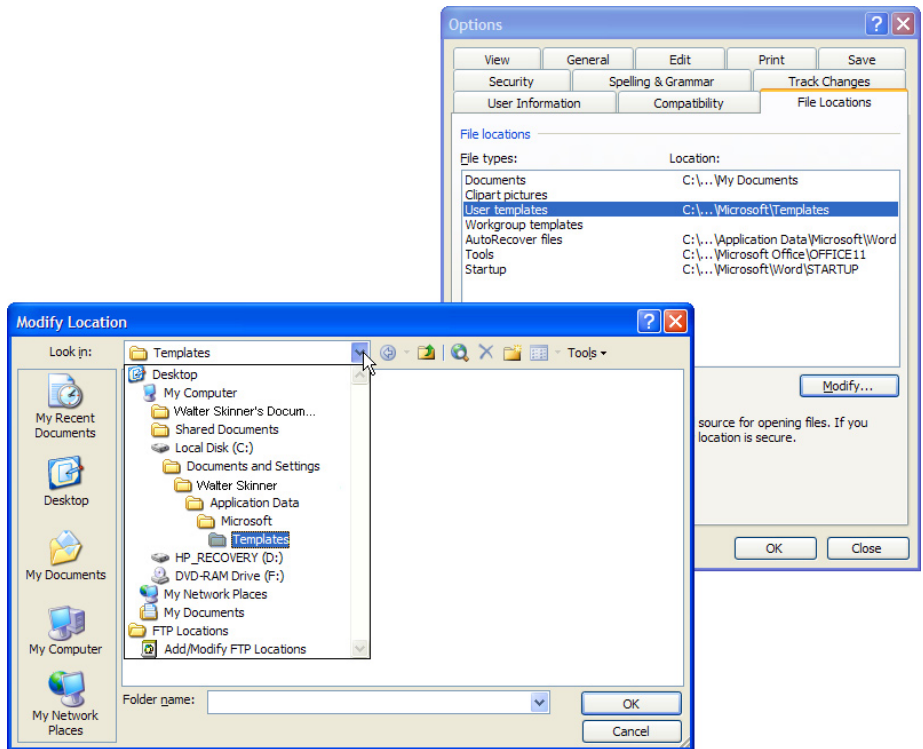 Options
View General Edit Print Save
Security Spelling & Grammar Track Changes
User Information Compatibility File Locations
File locations
File types: Location:
Documents C:\...\My Documents
Clipart pictures
User templates C:\...\Microsoft\Templates
Workgroup templates
AutoRecover files C:\...\Application Data\Microsoft\Word
Tools C:\...\Microsoft Office\OFFICE11
Startup C:\...\Microsoft\Word\STARTUP
Modify...
source for opening files. If you
location is secure.
OK Close
Modify Location
Look in: Templates Tools
My Recent
Documents
Desktop
My Documents
My Computer
My Network
Places
Desktop
My Computer
Walter Skinner's Docum...
Shared Documents
Local Disk (C:)
Documents and Settings
Walter Skinner
Application Data
Microsoft
Templates
HP_RECOVERY (D:)
DVD-RAM Drive (F:)
My Network Places
My Documents
FTP Locations
Add/Modify FTP Locations
Folder name: OK
Cancel